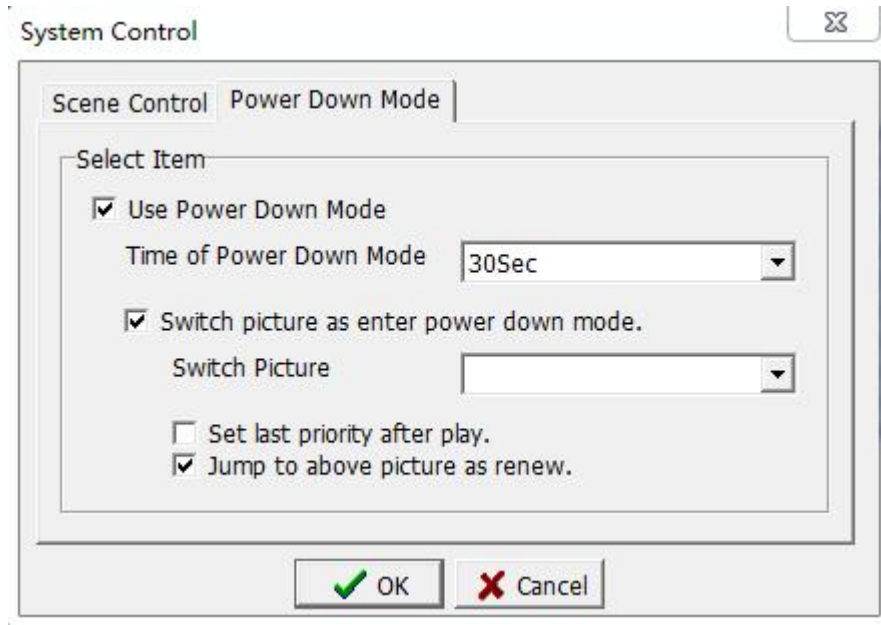 System Control
Scene Control Power Down Mode
Select Item
Use Power Down Mode
Time of Power Down Mode 30Sec
Switch picture as enter power down mode.
Switch Picture
Set last priority after play.
Jump to above picture as renew.
OK Cancel